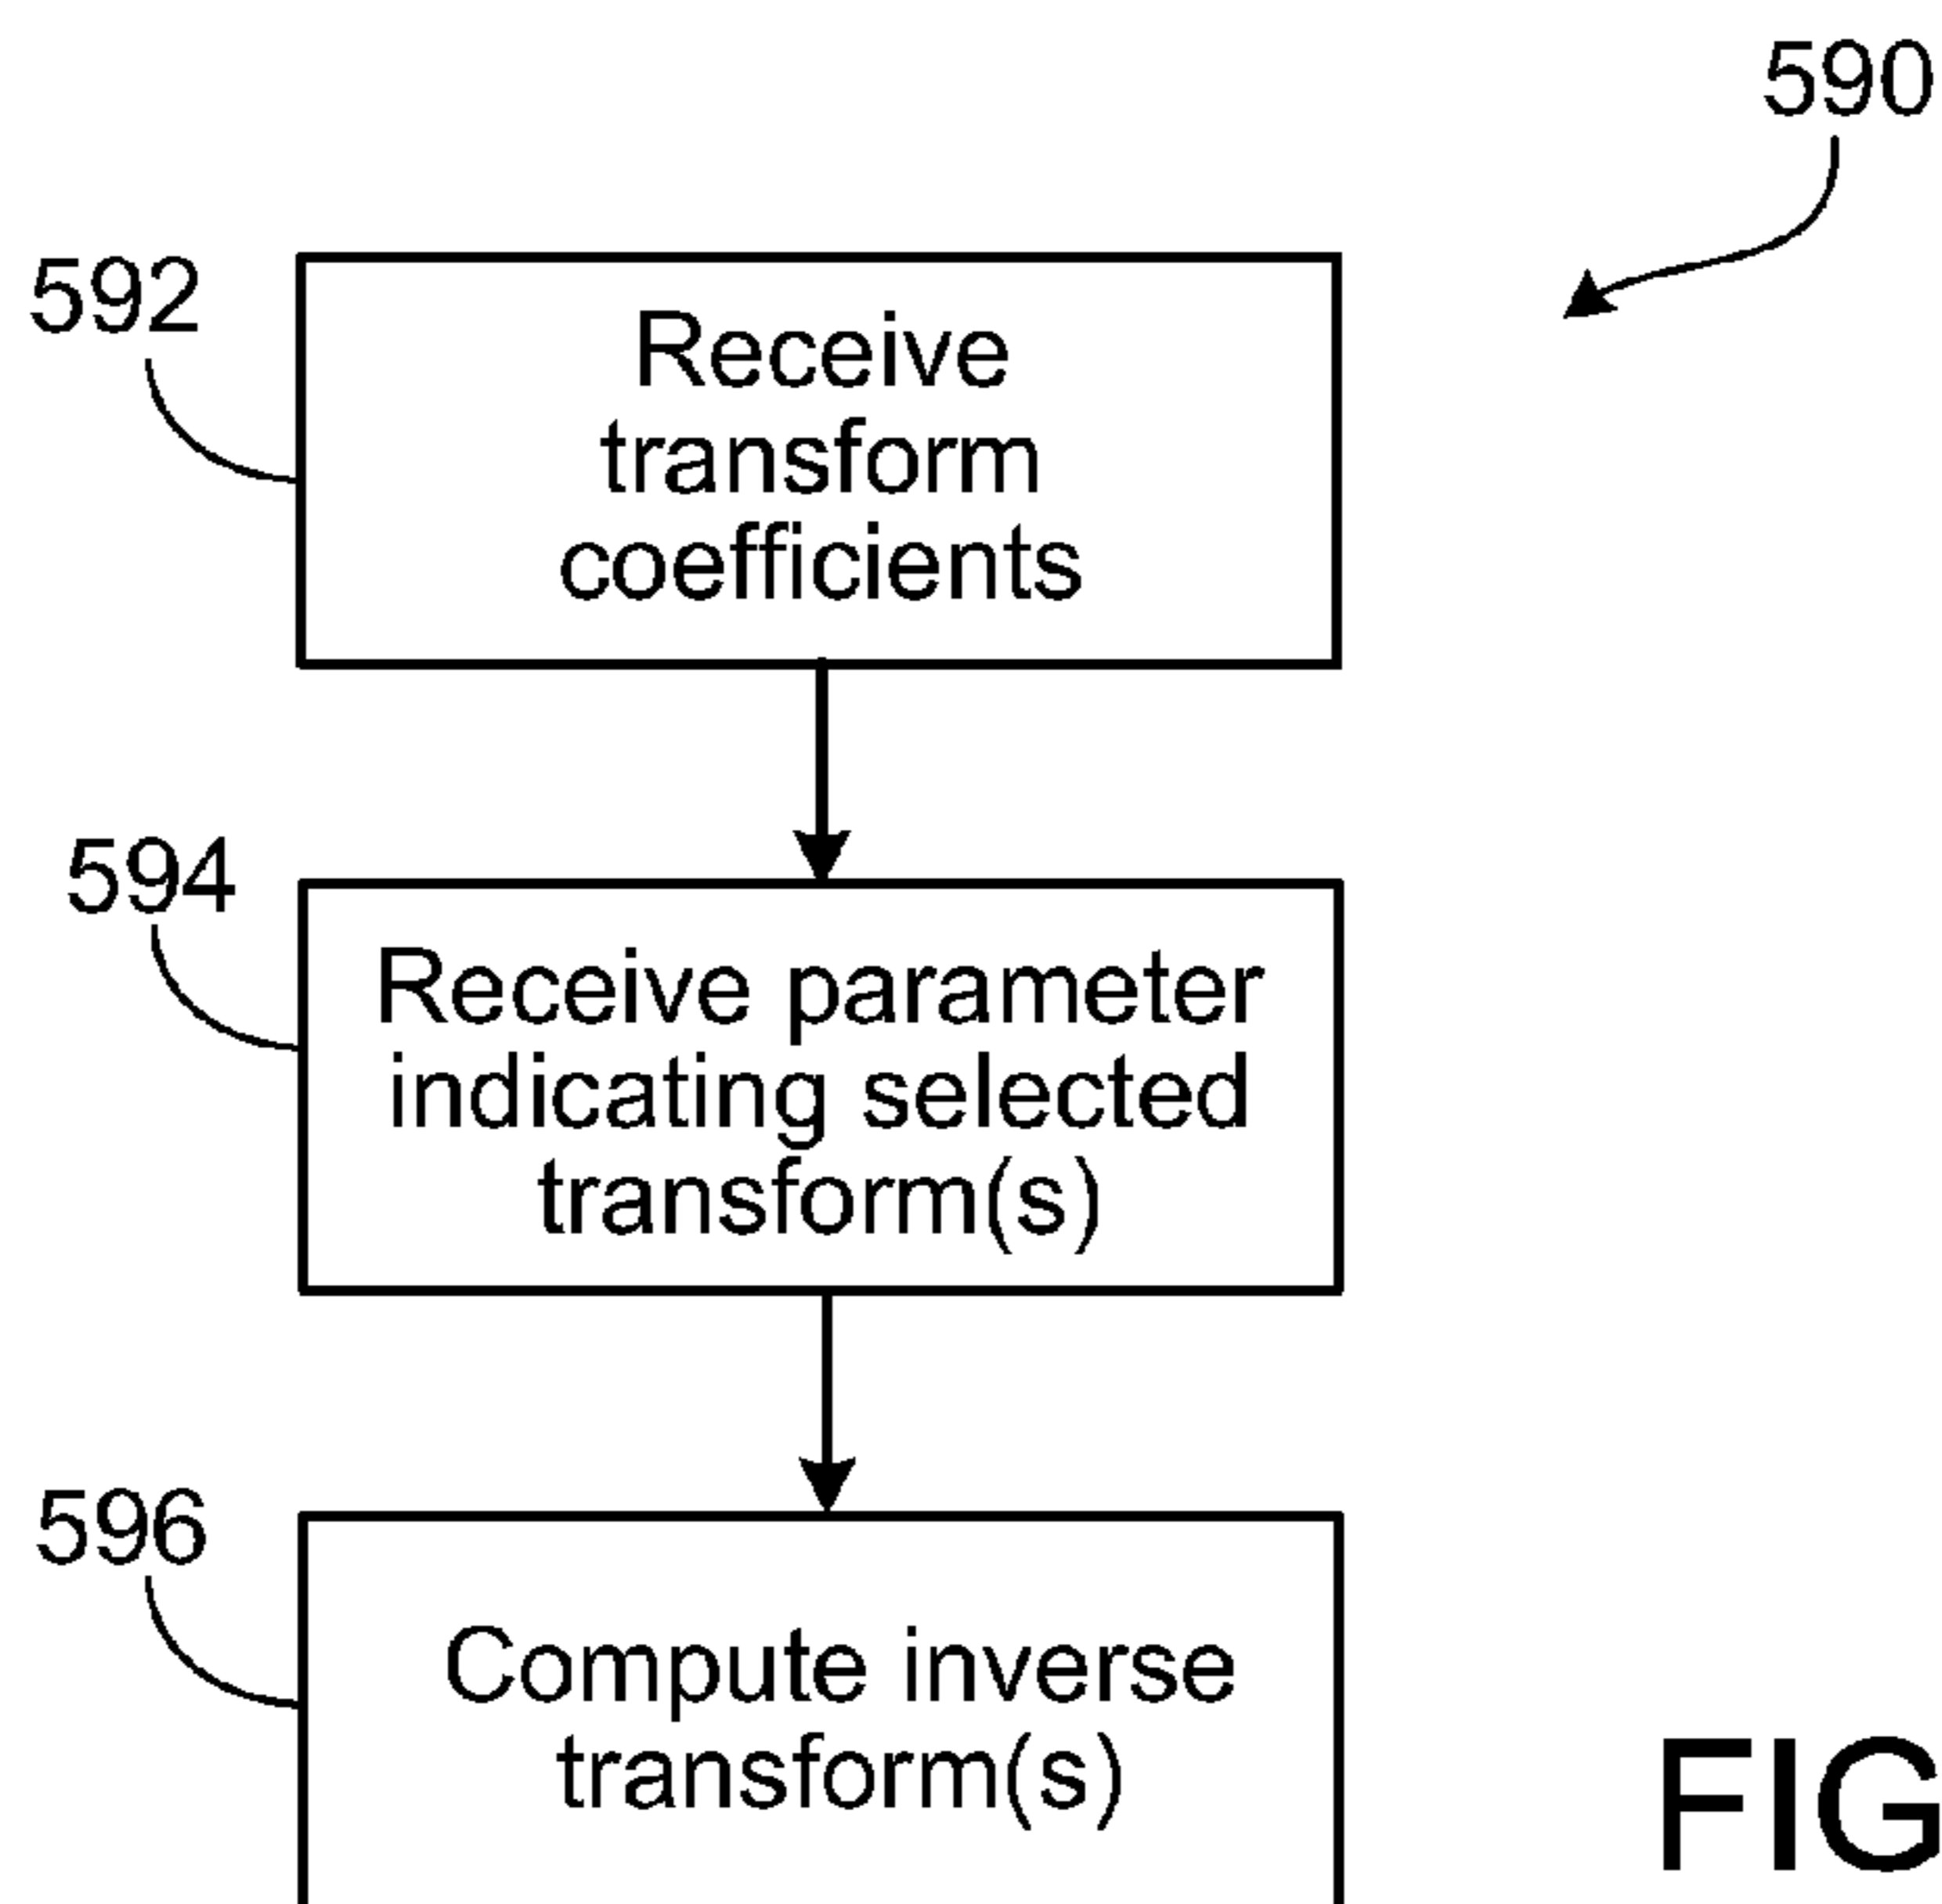 590
592
Receive
transform
coefficients
594
Receive parameter
indicating selected
transform(s)
596
Compute inverse
transform(s)
FIG